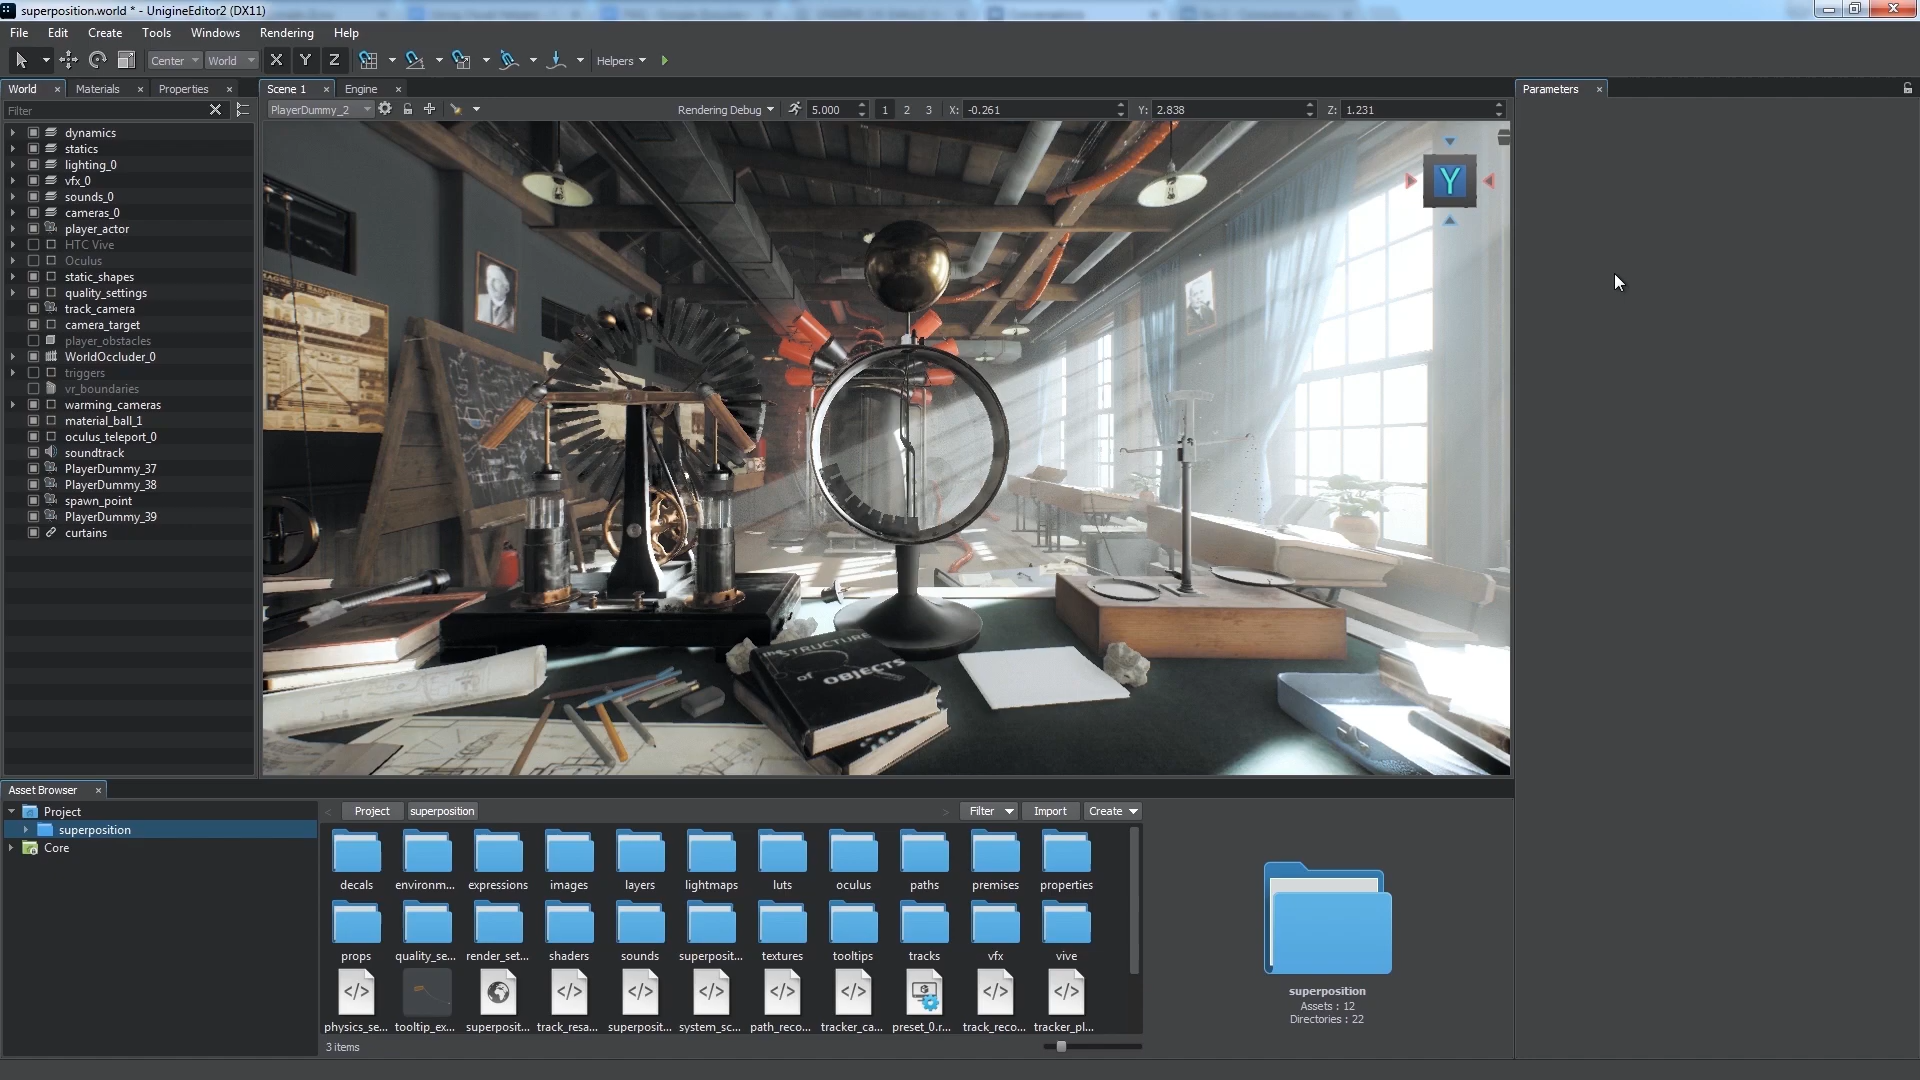 superposition.world * - UnigineEditor2 (DX11)
File Edit Create Tools Windows Rendering Help
Center World X Y Z Helpers
World Materials Properties
Filter
dynamics
statics
lighting_0
vfx_0
sounds_0
cameras_0
player_actor
HTC Vive
Oculus
static_shapes
quality_settings
track_camera
camera_target
player_obstacles
WorldOccluder_0
triggers
vr_boundaries
warming_cameras
material_ball_1
oculus_teleport_0
soundtrack
PlayerDummy_37
PlayerDummy_38
spawn_point
PlayerDummy_39
curtains
Scene 1 Engine
PlayerDummy_2 Rendering Debug 5.000 1 2 3 X: -0.261 Y: 2.838 Z: 1.231
Y
the STRUCTURE
of OBJECTS
Parameters
Asset Browser
Project
superposition
Core
Project superposition Filter Import Create
decals environm... expressions images layers lightmaps luts oculus paths premises properties
props quality_se... render_set... shaders sounds superposit... textures tooltips tracks vfx vive
physics_se... tooltip_ex... superposit... track_resa... superposit... system_sc... path_reco... tracker_ca... preset_0.r... track_reco... tracker_pl...
3 items
superposition
Assets : 12
Directories : 22